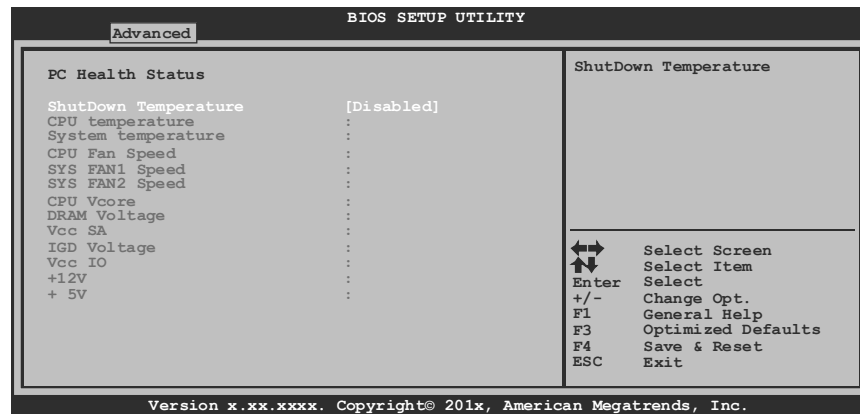 BIOS SETUP UTILITY
Advanced
PC Health Status
ShutDown Temperature [Disabled]
CPU temperature :
System temperature :
CPU Fan Speed :
SYS FAN1 Speed :
SYS FAN2 Speed :
CPU Vcore :
DRAM Voltage :
Vcc SA :
IGD Voltage :
Vcc IO :
+12V :
+ 5V :
ShutDown Temperature
Select Screen
Select Item
Enter Select
+/- Change Opt.
F1 General Help
F3 Optimized Defaults
F4 Save & Reset
ESC Exit
Version x.xx.xxxx. Copyright© 201x, American Megatrends, Inc.